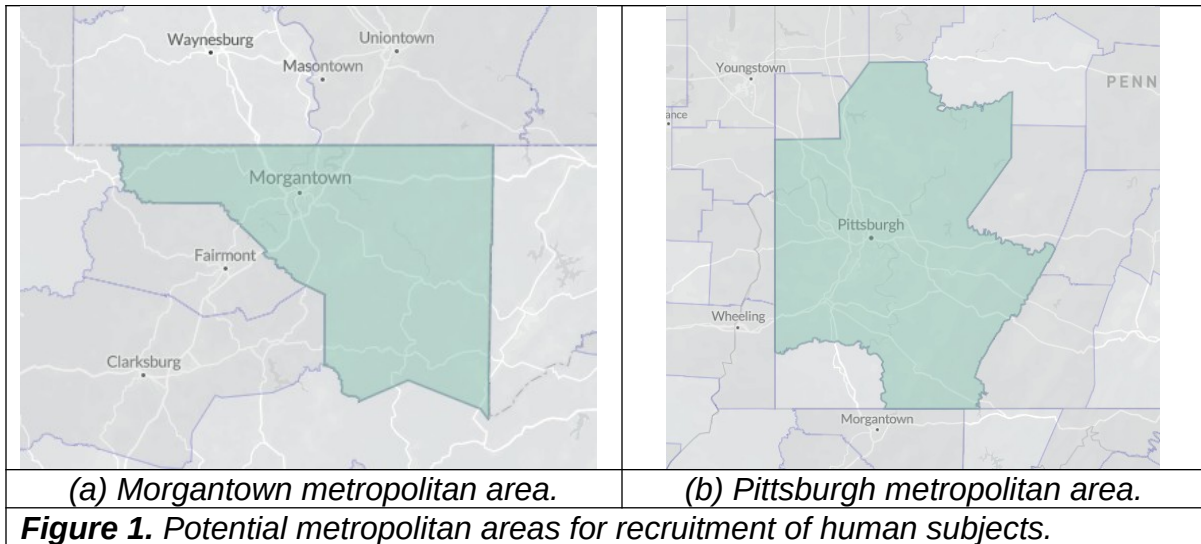 Waynesburg
Uniontown
Masontown
Morgantown
Fairmont
Clarksburg
Youngstown
PENN
ance
Pittsburgh
Wheeling
Morgantown
(a) Morgantown metropolitan area.
(b) Pittsburgh metropolitan area.
Figure 1. Potential metropolitan areas for recruitment of human subjects.